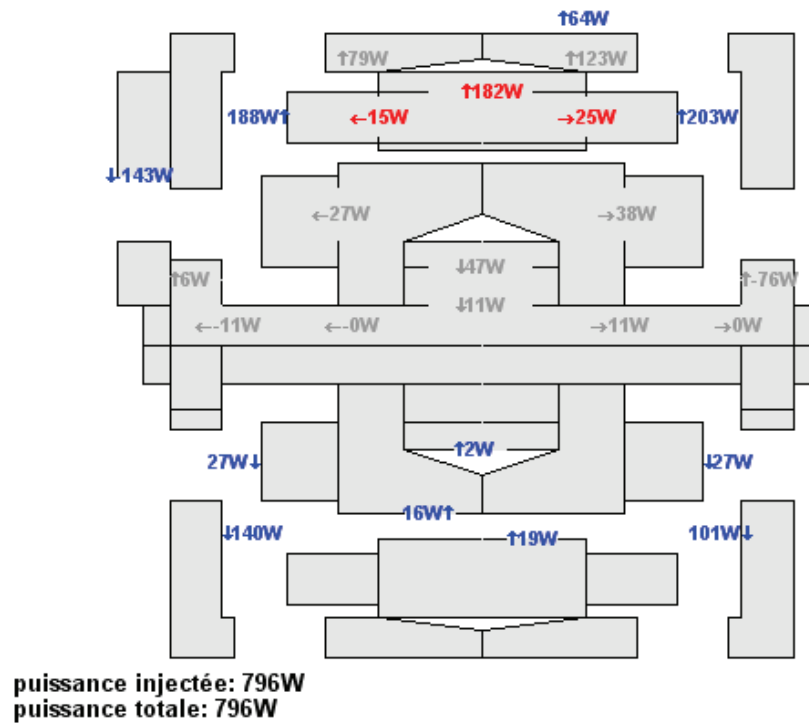 ↑64W
↑79W ↑123W
↑182W
188W↑ ←15W →25W ↑203W
↓143W
←27W →38W
↓47W
↑6W ↑-76W
↓11W
←-11W ←-0W →11W →0W
↑2W
27W↓ ↓27W
16W↑
↓140W 101W↓
↑19W
puissance injectée: 796W
puissance totale: 796W